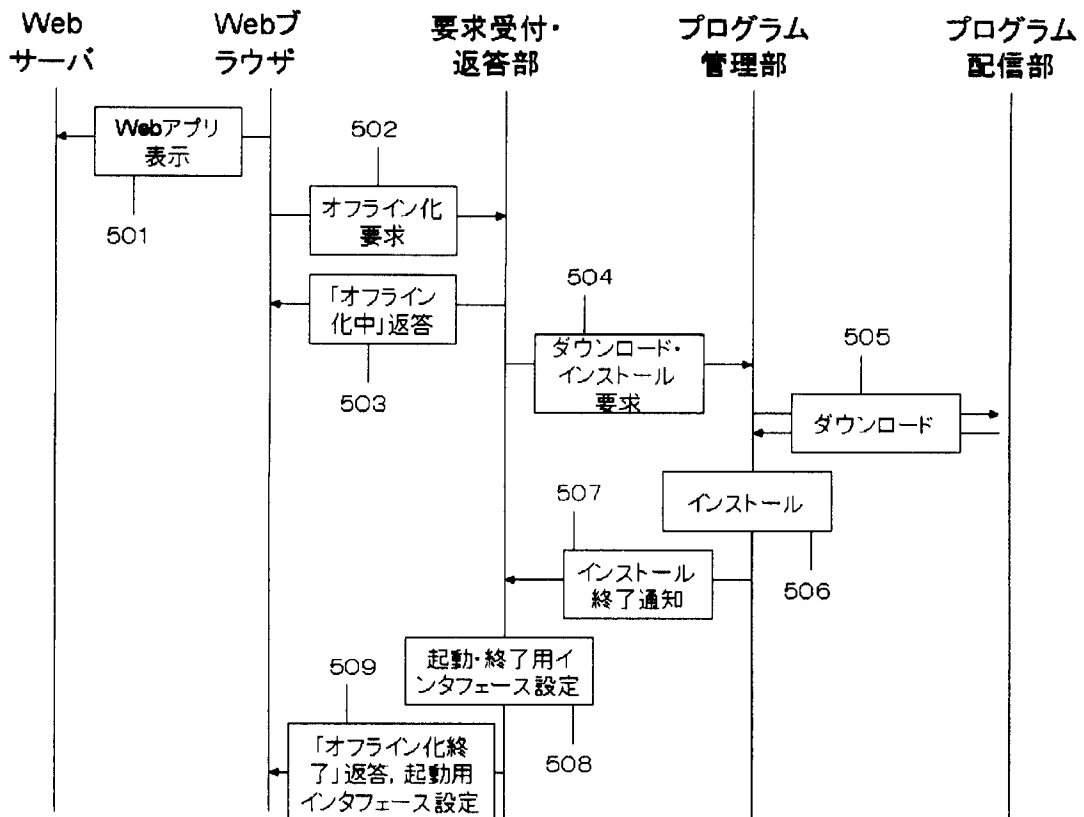 Web
サーバ
Webブ
ラウザ
要求受付・
返答部
プログラム
管理部
プログラム
配信部
Webアプリ
表示
501
502
オフライン化
要求
「オフライン
化中」返答
503
504
ダウンロード・
インストール
要求
505
ダウンロード
インストール
506
507
インストール
終了通知
起動・終了用イ
ンタフェース設定
508
509
「オフライン化終
了」返答, 起動用
インタフェース設定